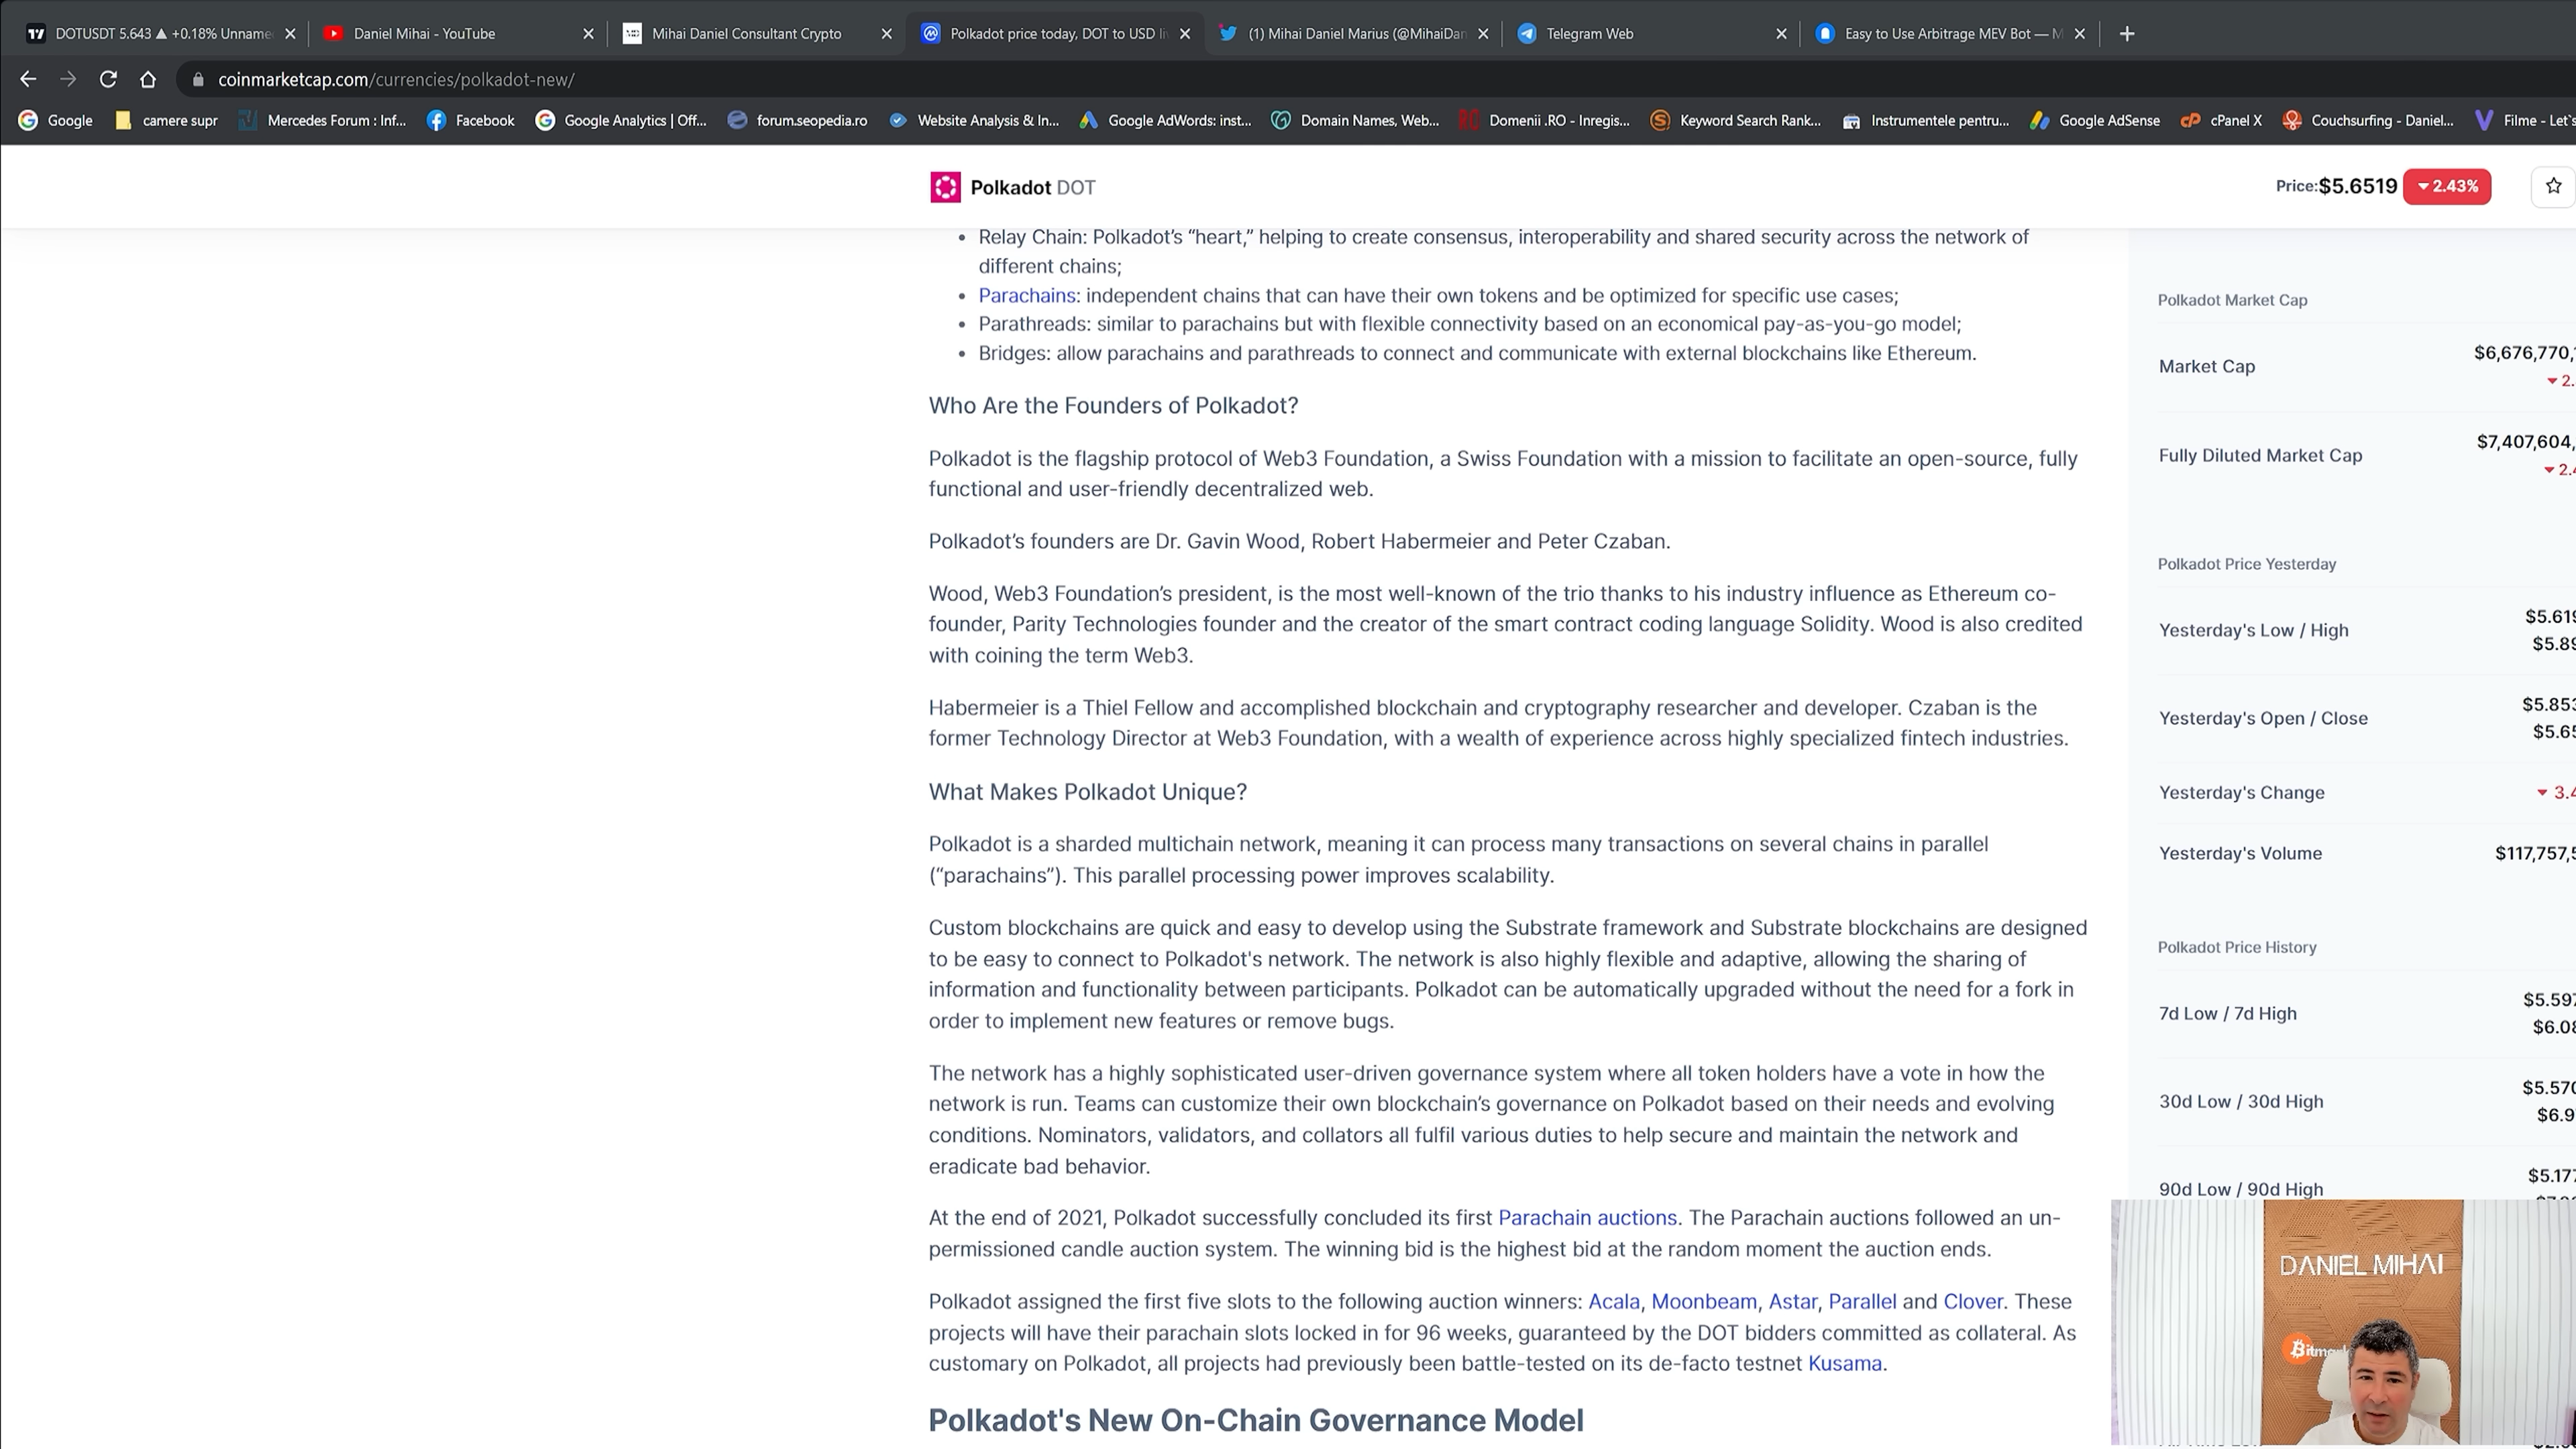 DOTUSDT 5.643 ▲ +0.18% Unname
Daniel Mihai - YouTube
Mihai Daniel Consultant Crypto
Polkadot price today, DOT to USD li
(1) Mihai Daniel Marius (@MihaiDan
Telegram Web
Easy to Use Arbitrage MEV Bot — M
coinmarketcap.com/currencies/polkadot-new/
Google
camere supr
Mercedes Forum : Inf...
Facebook
Google Analytics | Off...
forum.seopedia.ro
Website Analysis & In...
Google AdWords: inst...
Domain Names, Web...
Domenii .RO - Inregis...
Keyword Search Rank...
Instrumentele pentru...
Google AdSense
cPanel X
Couchsurfing - Daniel...
Filme - Let's
Polkadot DOT
Price:$5.6519 ▼2.43%
• Relay Chain: Polkadot's “heart,” helping to create consensus, interoperability and shared security across the network of
different chains;
• Parachains: independent chains that can have their own tokens and be optimized for specific use cases;
• Parathreads: similar to parachains but with flexible connectivity based on an economical pay-as-you-go model;
• Bridges: allow parachains and parathreads to connect and communicate with external blockchains like Ethereum.
Who Are the Founders of Polkadot?
Polkadot is the flagship protocol of Web3 Foundation, a Swiss Foundation with a mission to facilitate an open-source, fully
functional and user-friendly decentralized web.
Polkadot’s founders are Dr. Gavin Wood, Robert Habermeier and Peter Czaban.
Wood, Web3 Foundation’s president, is the most well-known of the trio thanks to his industry influence as Ethereum co-
founder, Parity Technologies founder and the creator of the smart contract coding language Solidity. Wood is also credited
with coining the term Web3.
Habermeier is a Thiel Fellow and accomplished blockchain and cryptography researcher and developer. Czaban is the
former Technology Director at Web3 Foundation, with a wealth of experience across highly specialized fintech industries.
What Makes Polkadot Unique?
Polkadot is a sharded multichain network, meaning it can process many transactions on several chains in parallel
(“parachains”). This parallel processing power improves scalability.
Custom blockchains are quick and easy to develop using the Substrate framework and Substrate blockchains are designed
to be easy to connect to Polkadot's network. The network is also highly flexible and adaptive, allowing the sharing of
information and functionality between participants. Polkadot can be automatically upgraded without the need for a fork in
order to implement new features or remove bugs.
The network has a highly sophisticated user-driven governance system where all token holders have a vote in how the
network is run. Teams can customize their own blockchain’s governance on Polkadot based on their needs and evolving
conditions. Nominators, validators, and collators all fulfil various duties to help secure and maintain the network and
eradicate bad behavior.
At the end of 2021, Polkadot successfully concluded its first Parachain auctions. The Parachain auctions followed an un-
permissioned candle auction system. The winning bid is the highest bid at the random moment the auction ends.
Polkadot assigned the first five slots to the following auction winners: Acala, Moonbeam, Astar, Parallel and Clover. These
projects will have their parachain slots locked in for 96 weeks, guaranteed by the DOT bidders committed as collateral. As
customary on Polkadot, all projects had previously been battle-tested on its de-facto testnet Kusama.
Polkadot's New On-Chain Governance Model
Polkadot Market Cap
Market Cap
$6,676,770,
▼ 2.
Fully Diluted Market Cap
$7,407,604,
▼ 2.
Polkadot Price Yesterday
Yesterday's Low / High
$5.619
$5.89
Yesterday's Open / Close
$5.853
$5.65
Yesterday's Change
▼ 3.4
Yesterday's Volume
$117,757,5
Polkadot Price History
7d Low / 7d High
$5.597
$6.08
30d Low / 30d High
$5.570
$6.9
90d Low / 90d High
$5.177
DANIEL MIHAI